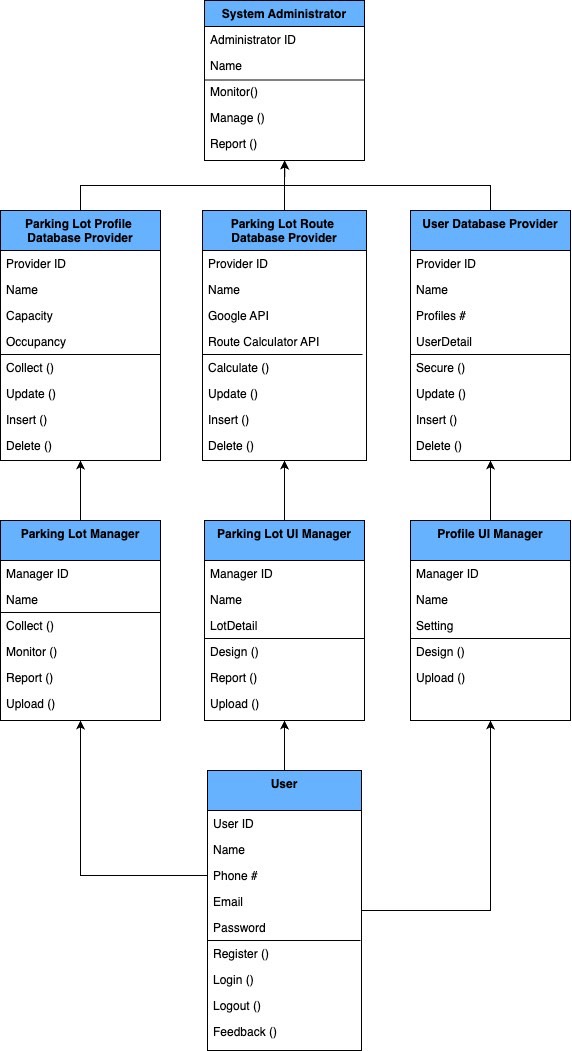 System Administrator
Administrator ID
Name
Monitor()
Manage ()
Report ()
Parking Lot Profile
Database Provider
Provider ID
Name
Capacity
Occupancy
Collect ()
Update ()
Insert ()
Delete ()
Parking Lot Route
Database Provider
Provider ID
Name
Google API
Route Calculator API
Calculate ()
Update ()
Insert ()
Delete ()
User Database Provider
Provider ID
Name
Profiles #
UserDetail
Secure ()
Update ()
Insert ()
Delete ()
Parking Lot Manager
Manager ID
Name
Collect ()
Monitor ()
Report ()
Upload ()
Parking Lot UI Manager
Manager ID
Name
LotDetail
Design ()
Report ()
Upload ()
Profile UI Manager
Manager ID
Name
Setting
Design ()
Upload ()
User
User ID
Name
Phone #
Email
Password
Register ()
Login ()
Logout ()
Feedback ()